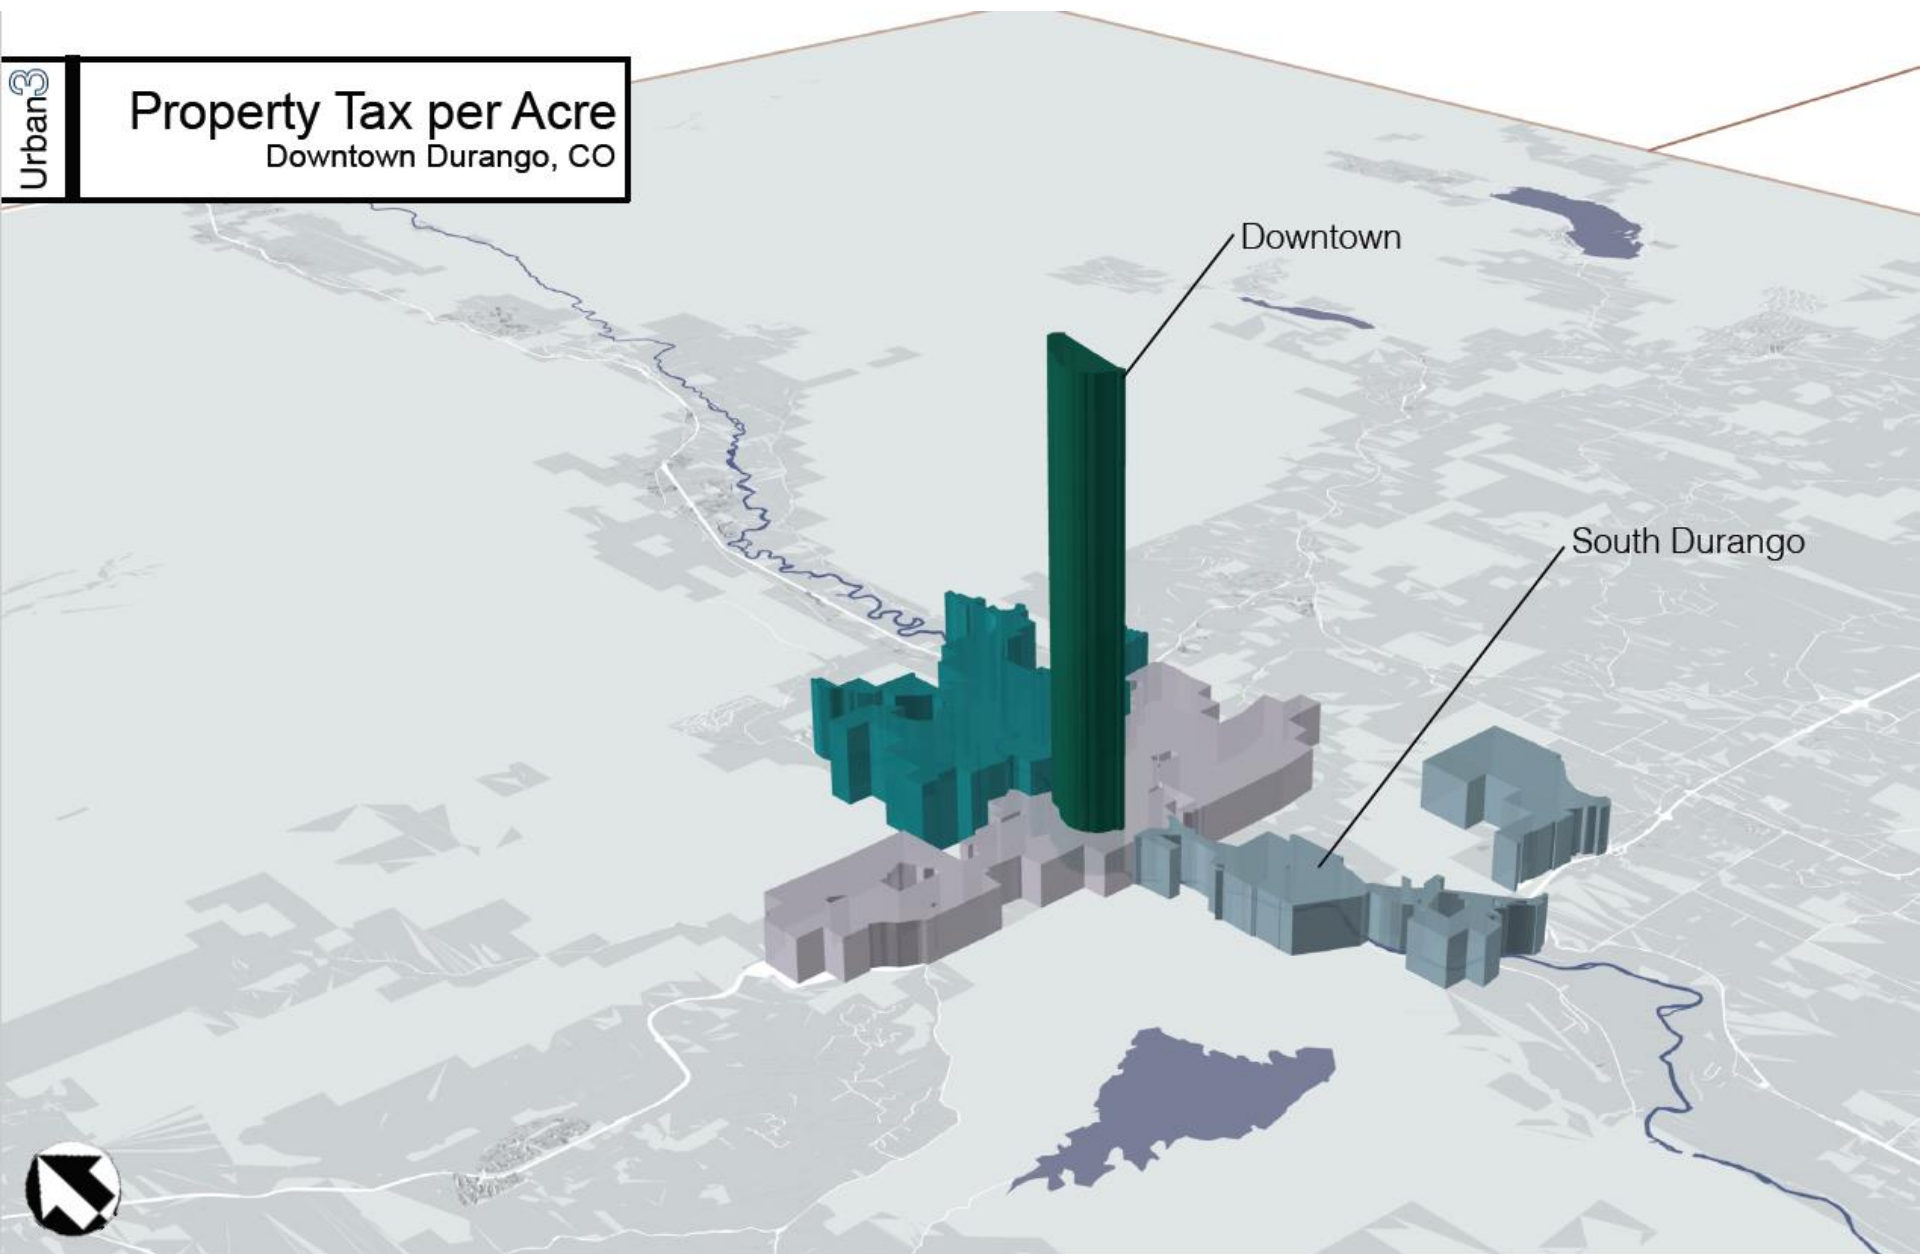 Urban3
Property Tax per Acre
Downtown Durango, CO
Downtown
South Durango